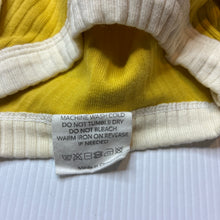 MACHINE WASH COLD
DO NOT TUMBLE DRY
DO NOT BLEACH
WARM IRON ON REVERSE
IF NEEDED